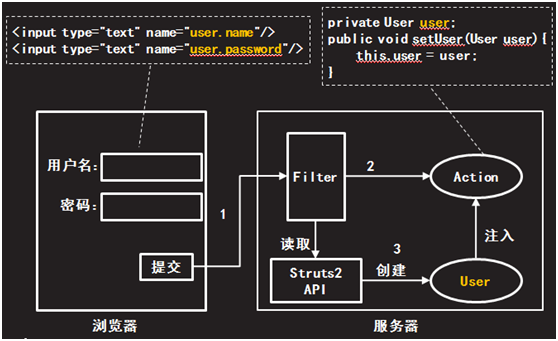 <input type="text" name="user.name"/>
<input type="text" name="user.password"/>
private User user;
public void setUser(User user){
this.user = user;
}
用户名:
密码:
提交
1
Filter
2
Action
读取
3
创建
注入
Struts2
API
User
浏览器
服务器